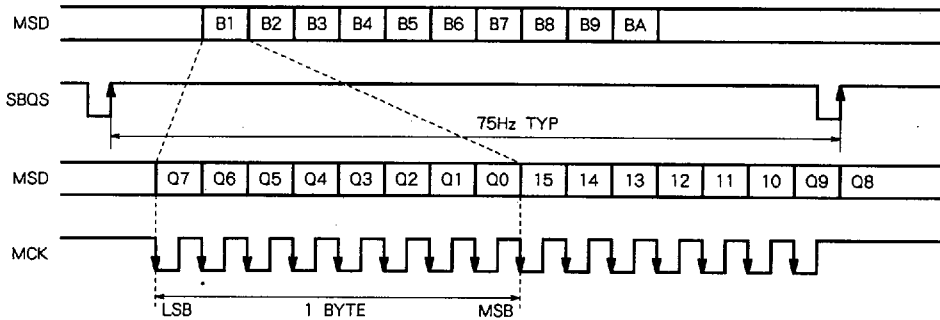 MSD B1 B2 B3 B4 B5 B6 B7 B8 B9 BA
SBQS
75Hz TYP
MSD Q7 Q6 Q5 Q4 Q3 Q2 Q1 Q0 15 14 13 12 11 10 Q9 Q8
MCK
LSB 1 BYTE MSB